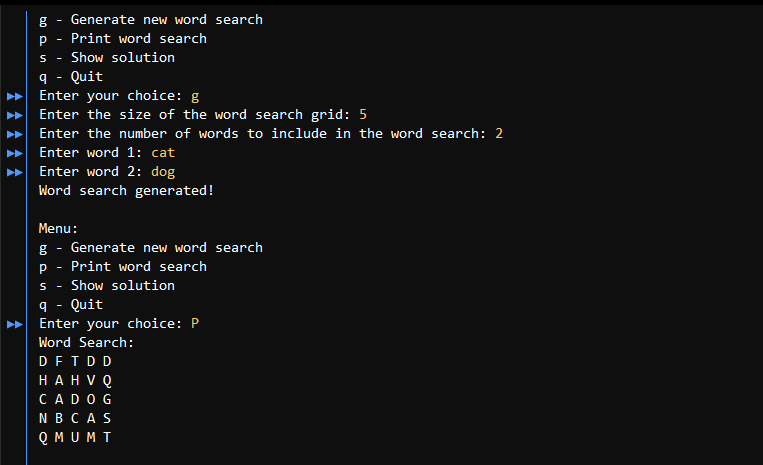 g - Generate new word search
p - Print word search
s - Show solution
q - Quit
Enter your choice: g
Enter the size of the word search grid: 5
Enter the number of words to include in the word search: 2
Enter word 1: cat
Enter word 2: dog
Word search generated!
Menu:
g - Generate new word search
p - Print word search
s - Show solution
q - Quit
Enter your choice: P
Word Search:
D F T D D
H A H V Q
C A D O G
N B C A S
Q M U M T